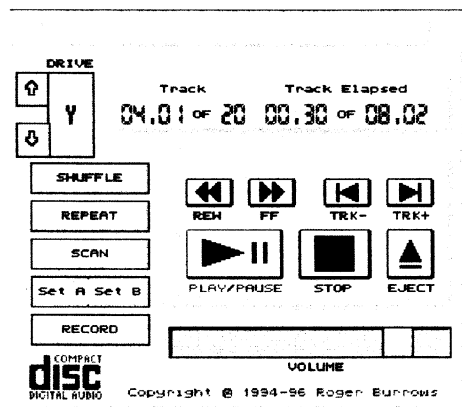 DRIVE
Y
Track Track Elapsed
04.01 OF 20 00.30 OF 08.02
SHUFFLE
REPEAT
SCAN
Set A Set B
RECORD
REW FF TRK- TRK+
PLAY/PAUSE STOP EJECT
VOLUME
COMPACT
disc
DIGITAL AUDIO
Copyright @ 1994-96 Roger Burrows